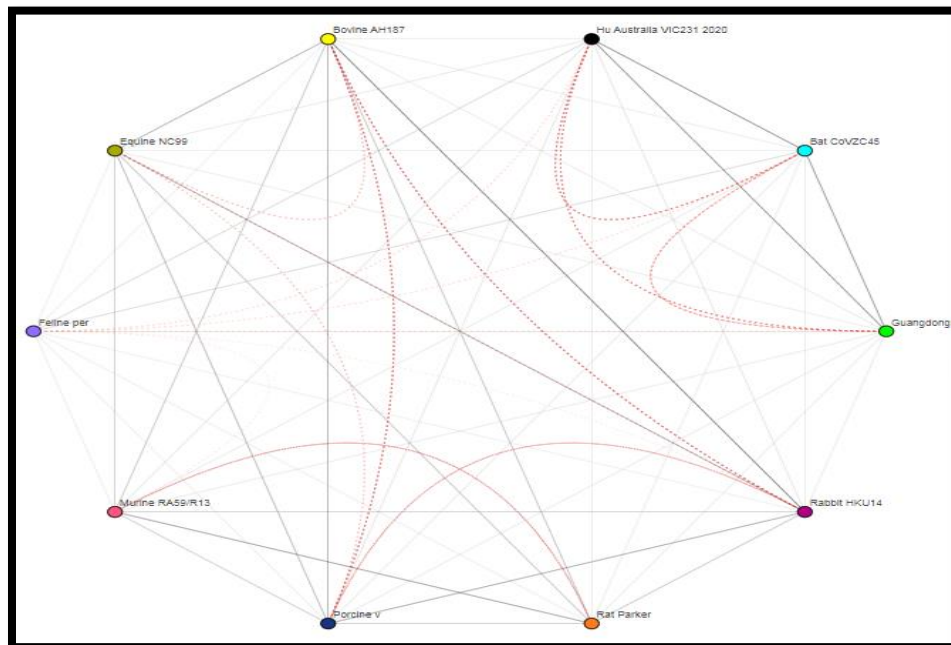 Bovine AH187
Hu Australia VIC231 2020
Equine NC99
Bat CoVZC45
Feline per
Guangdong
Murine RA59/R13
Rabbit HKU14
Porcine v
Rat Parker